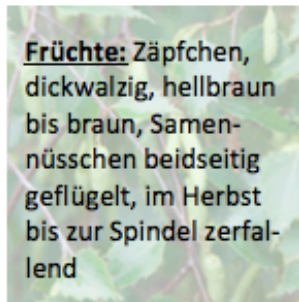 Früchte: Zäpfchen,
dickwalzig, hellbraun
bis braun, Samen-
nüsschen beidseitig
geflügelt, im Herbst
bis zur Spindel zerfal-
lend